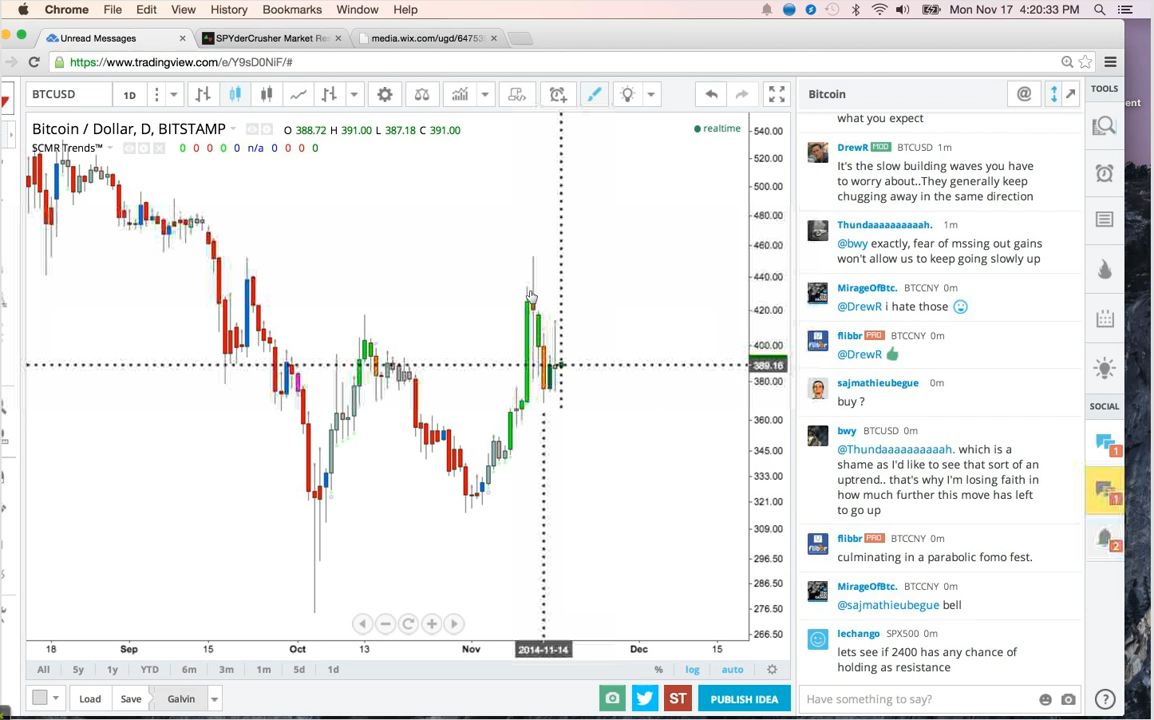 Chrome File Edit View History Bookmarks Window Help Mon Nov 17 4:20:33 PM
Unread Messages SPYderCrusher Market Re media.wix.com/ugd/64753
https://www.tradingview.com/e/Y9sD0NiF/#
BTCUSD 1D
Bitcoin / Dollar, D, BITSTAMP O 388.72 H 391.00 L 387.18 C 391.00
realtime
$CMR Trends™ 0 0 0 0 0 n/a 0 0 0 0
540.00
520.00
500.00
480.00
460.00
440.00
420.00
400.00
389.16
380.00
360.00
345.00
333.00
321.00
309.00
296.50
286.50
276.50
266.50
18 Sep 15 Oct 13 Nov 2014-11-14 Dec 15
All 5y 1y YTD 6m 3m 1m 5d 1d % log auto
Load Save Galvin ST PUBLISH IDEA
Bitcoin @
what you expect
DrewR MOD BTCUSD 1m
It's the slow building waves you have
to worry about..They generally keep
chugging away in the same direction
Thundaaaaaaaaaah. 1m
@bwy exactly, fear of mssing out gains
won't allow us to keep going slowly up
MirageOfBtc. BTCCNY 0m
@DrewR i hate those
flibbr PRO BTCCNY 0m
@DrewR
sajmathieubegue 0m
buy ?
bwy BTCUSD 0m
@Thundaaaaaaaaaah. which is a
shame as I'd like to see that sort of an
uptrend.. that's why I'm losing faith in
how much further this move has left
to go up
flibbr PRO BTCCNY 0m
culminating in a parabolic fomo fest.
MirageOfBtc. BTCCNY 0m
@sajmathieubegue bell
lechango SPX500 0m
lets see if 2400 has any chance of
holding as resistance
Have something to say?
TOOLS
SOCIAL
1
1
2
?
ent